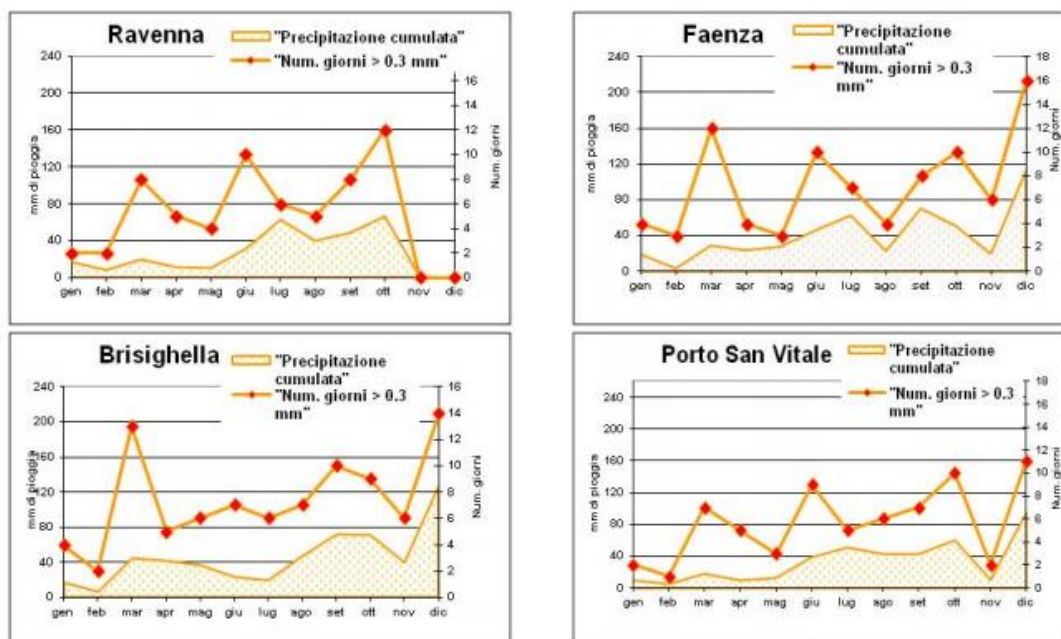 Ravenna
"Precipitazione cumulata"
"Num. giorni > 0.3 mm"
mm di pioggia
240
200
160
120
80
40
0
Num. giorni
16
14
12
10
8
6
4
2
0
gen feb mar apr mag giu lug ago set ott nov dic
Faenza
"Precipitazione
cumulata"
"Num. giorni > 0.3
mm"
mm di pioggia
240
200
160
120
80
40
0
Num. giorni
18
16
14
12
10
8
6
4
2
0
gen feb mar apr mag giu lug ago set ott nov dic
Brisighella
"Precipitazione
cumulata"
"Num. giorni > 0.3
mm"
mm di pioggia
240
200
160
120
80
40
0
Num. giorni
16
14
12
10
8
6
4
2
0
gen feb mar apr mag giu lug ago set ott nov dic
Porto San Vitale
"Precipitazione
cumulata"
"Num. giorni > 0.3
mm"
mm di pioggia
240
200
160
120
80
40
0
Num. giorni
18
16
14
12
10
8
6
4
2
0
gen feb mar apr mag giu lug ago set ott nov dic